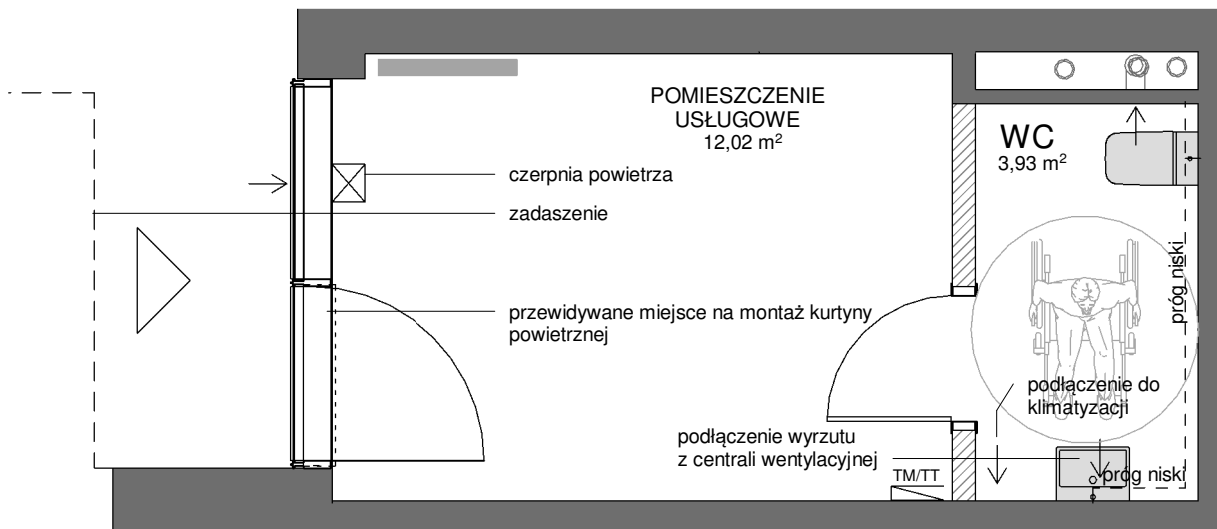 POMIESZCZENIE
USŁUGOWE
12,02 m²
WC
3,93 m²
czerpnia powietrza
zadaszenie
próg niski
przewidywane miejsce na montaż kurtyny
powietrznej
podłączenie do
klimatyzacji
podłączenie wyrzutu
z centrali wentylacyjnej
TM/TT
próg niski